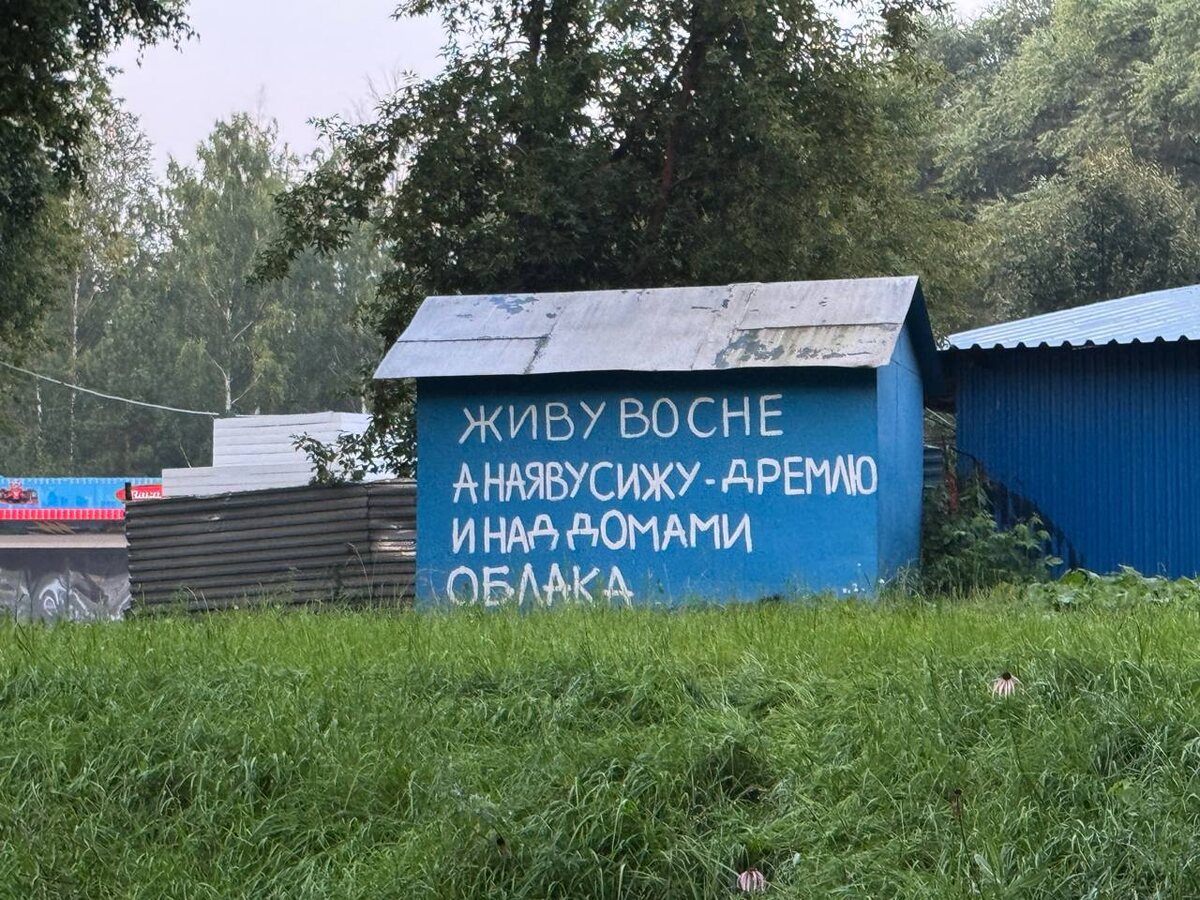 ЖИВУ ВО СНЕ
А НАЯВУ СИЖУ - ДРЕМЛЮ
И НАД ДОМАМИ
ОБЛАКА